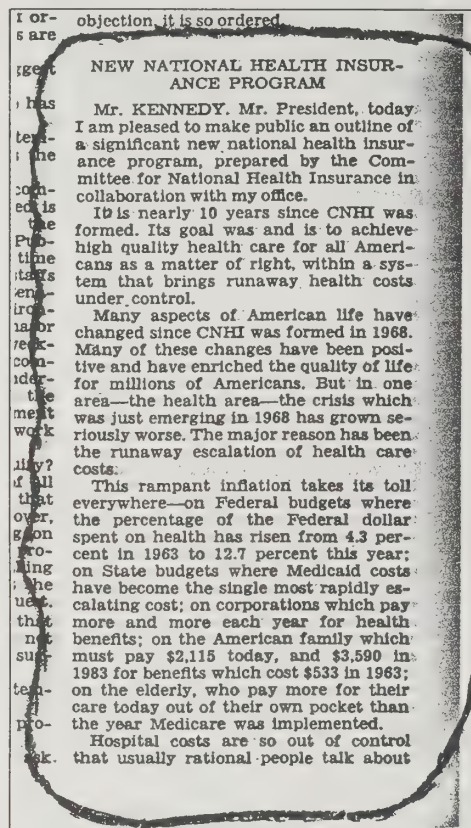 objection, it is so ordered.
NEW NATIONAL HEALTH INSUR-
ANCE PROGRAM
Mr. KENNEDY. Mr. President, today
I am pleased to make public an outline of
a significant new national health insur-
ance program, prepared by the Com-
mittee for National Health Insurance in
collaboration with my office.
It is nearly 10 years since CNHI was
formed. Its goal was and is to achieve
high quality health care for all Ameri-
cans as a matter of right, within a sys-
tem that brings runaway health costs
under control.
Many aspects of American life have
changed since CNHI was formed in 1968.
Many of these changes have been posi-
tive and have enriched the quality of life
for millions of Americans. But in one
area—the health area—the crisis which
was just emerging in 1968 has grown se-
riously worse. The major reason has been
the runaway escalation of health care
costs.
This rampant inflation takes its toll
everywhere—on Federal budgets where
the percentage of the Federal dollar
spent on health has risen from 4.3 per-
cent in 1963 to 12.7 percent this year;
on State budgets where Medicaid costs
have become the single most rapidly es-
calating cost; on corporations which pay
more and more each year for health
benefits; on the American family which
must pay $2,115 today, and $3,590 in
1983 for benefits which cost $533 in 1963;
on the elderly, who pay more for their
care today out of their own pocket than
the year Medicare was implemented.
Hospital costs are so out of control
that usually rational people talk about